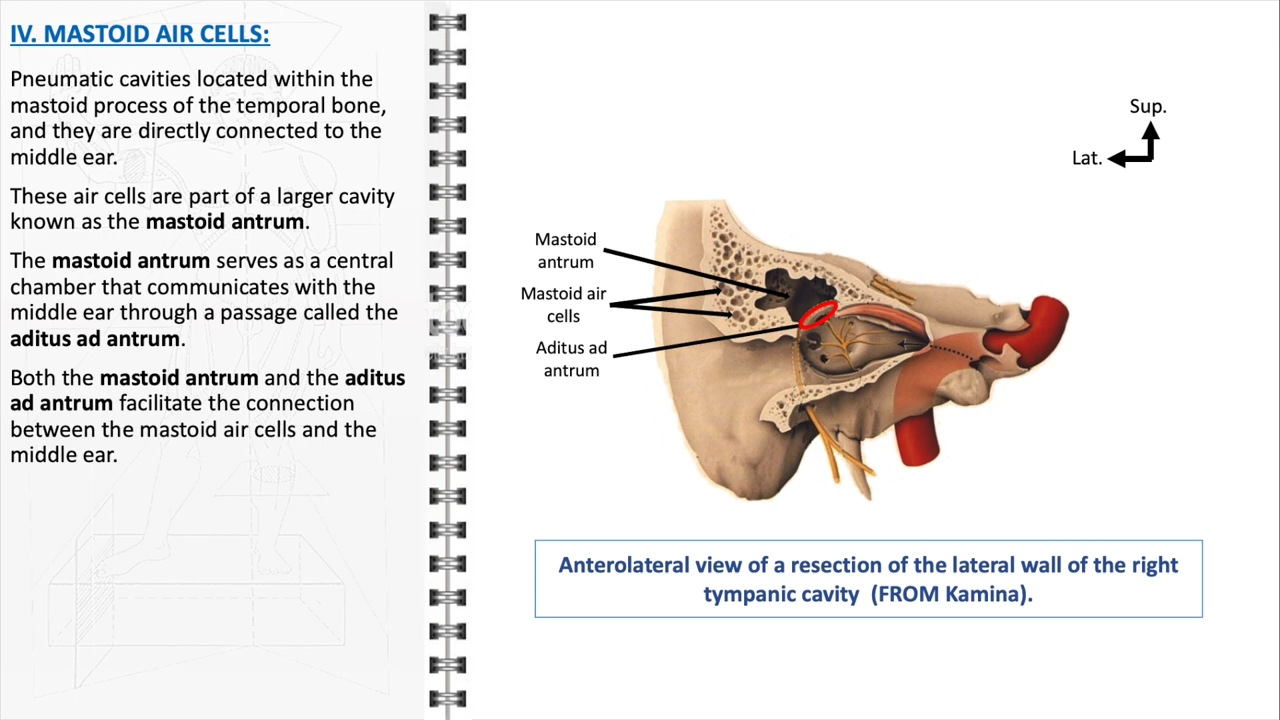 IV. MASTOID AIR CELLS:
Pneumatic cavities located within the
mastoid process of the temporal bone,
and they are directly connected to the
middle ear.
These air cells are part of a larger cavity
known as the mastoid antrum.
The mastoid antrum serves as a central
chamber that communicates with the
middle ear through a passage called the
aditus ad antrum.
Both the mastoid antrum and the aditus
ad antrum facilitate the connection
between the mastoid air cells and the
middle ear.
Sup.
Lat.
Mastoid
antrum
Mastoid air
cells
Aditus ad
antrum
Anterolateral view of a resection of the lateral wall of the right
tympanic cavity (FROM Kamina).